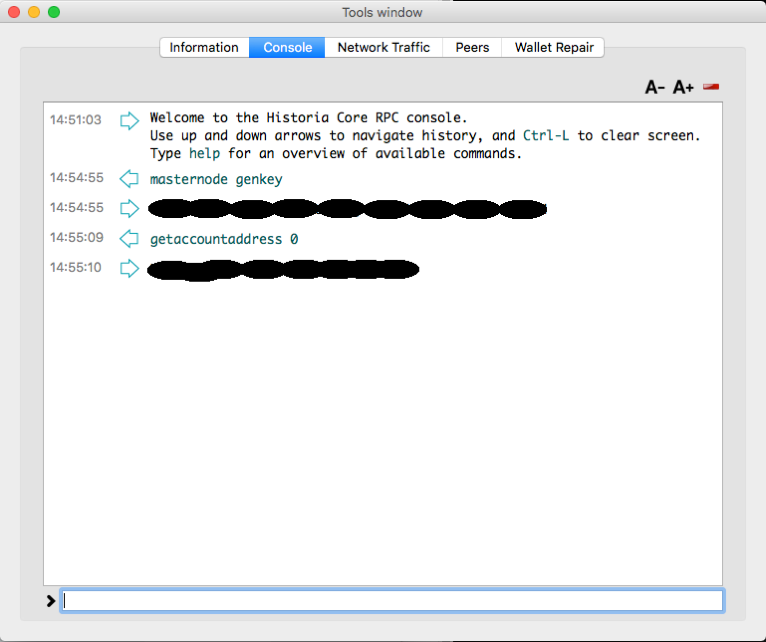 Tools window
Information Console Network Traffic Peers Wallet Repair
A- A+
14:51:03 Welcome to the Historia Core RPC console.
Use up and down arrows to navigate history, and Ctrl-L to clear screen.
Type help for an overview of available commands.
14:54:55 masternode genkey
14:54:55
14:55:09 getaccountaddress 0
14:55:10